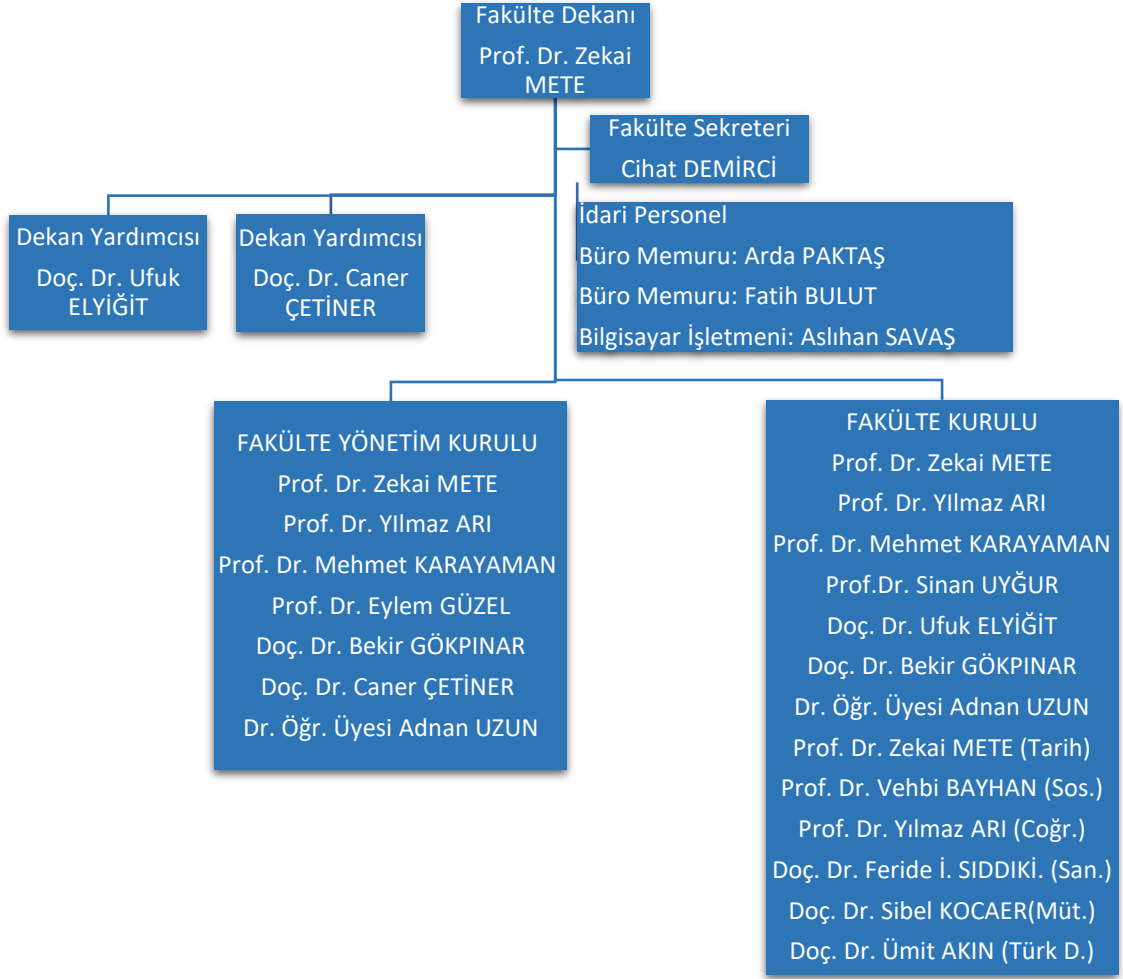 Fakülte Dekanı
Prof. Dr. Zekai
METE
Fakülte Sekreteri
Cihat DEMİRCİ
Dekan Yardımcısı
Doç. Dr. Ufuk
ELYİĞİT
Dekan Yardımcısı
Doç. Dr. Caner
ÇETİNER
İdari Personel
Büro Memuru: Arda PAKTAŞ
Büro Memuru: Fatih BULUT
Bilgisayar İşletmeni: Aslıhan SAVAŞ
FAKÜLTE YÖNETİM KURULU
Prof. Dr. Zekai METE
Prof. Dr. YIlmaz ARI
Prof. Dr. Mehmet KARAYAMAN
Prof. Dr. Eylem GÜZEL
Doç. Dr. Bekir GÖKPINAR
Doç. Dr. Caner ÇETİNER
Dr. Öğr. Üyesi Adnan UZUN
FAKÜLTE KURULU
Prof. Dr. Zekai METE
Prof. Dr. YIlmaz ARI
Prof. Dr. Mehmet KARAYAMAN
Prof.Dr. Sinan UYĞUR
Doç. Dr. Ufuk ELYİĞİT
Doç. Dr. Bekir GÖKPINAR
Dr. Öğr. Üyesi Adnan UZUN
Prof. Dr. Zekai METE (Tarih)
Prof. Dr. Vehbi BAYHAN (Sos.)
Prof. Dr. Yılmaz ARI (Coğr.)
Doç. Dr. Feride İ. SIDDIKİ. (San.)
Doç. Dr. Sibel KOCAER(Müt.)
Doç. Dr. Ümit AKIN (Türk D.)